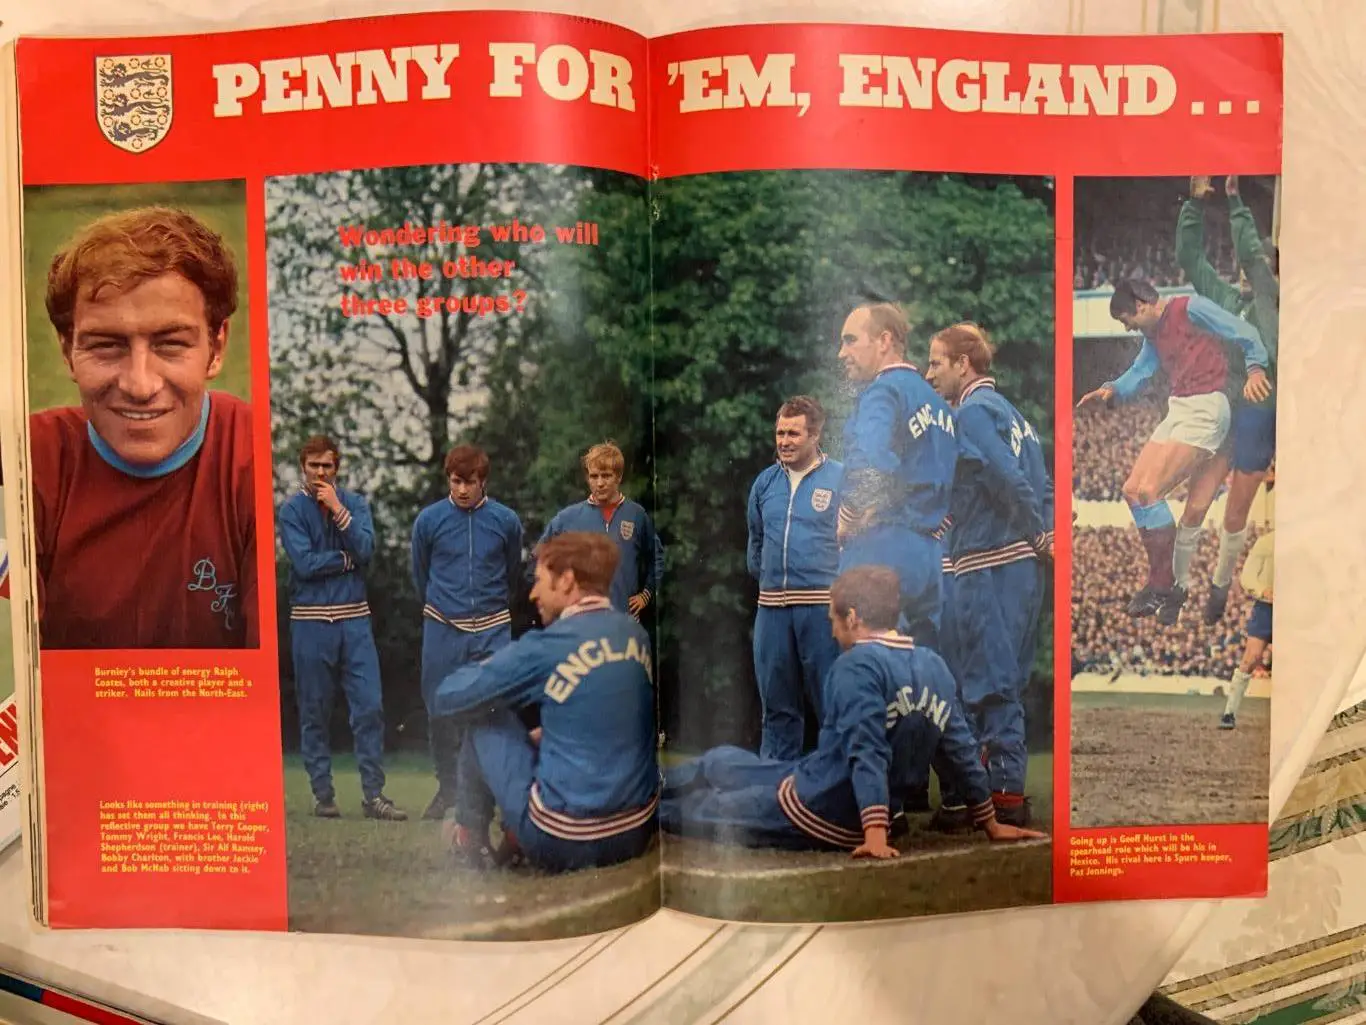 PENNY FOR 'EM, ENGLAND...
Wondering who will
win the other
three groups?
ENGLAND
ENGLAND
ENGLAN
ENGLAN
BF
Burnley's bundle of energy Ralph
Coates, both a creative player and a
striker. Hails from the North-East.
Looks like something in training (right)
has set them all thinking. In this
reflective group we have Terry Cooper,
Tommy Wright, Francis Lee, Harold
Shepherdson (trainer), Sir Alf Ramsey,
Bobby Charlton, with brother Jackie
and Bob McNab sitting down to it.
Going up is Geoff Hurst in the
spearhead role which will be his in
Mexico. His rival here is Spurs keeper,
Pat Jennings.